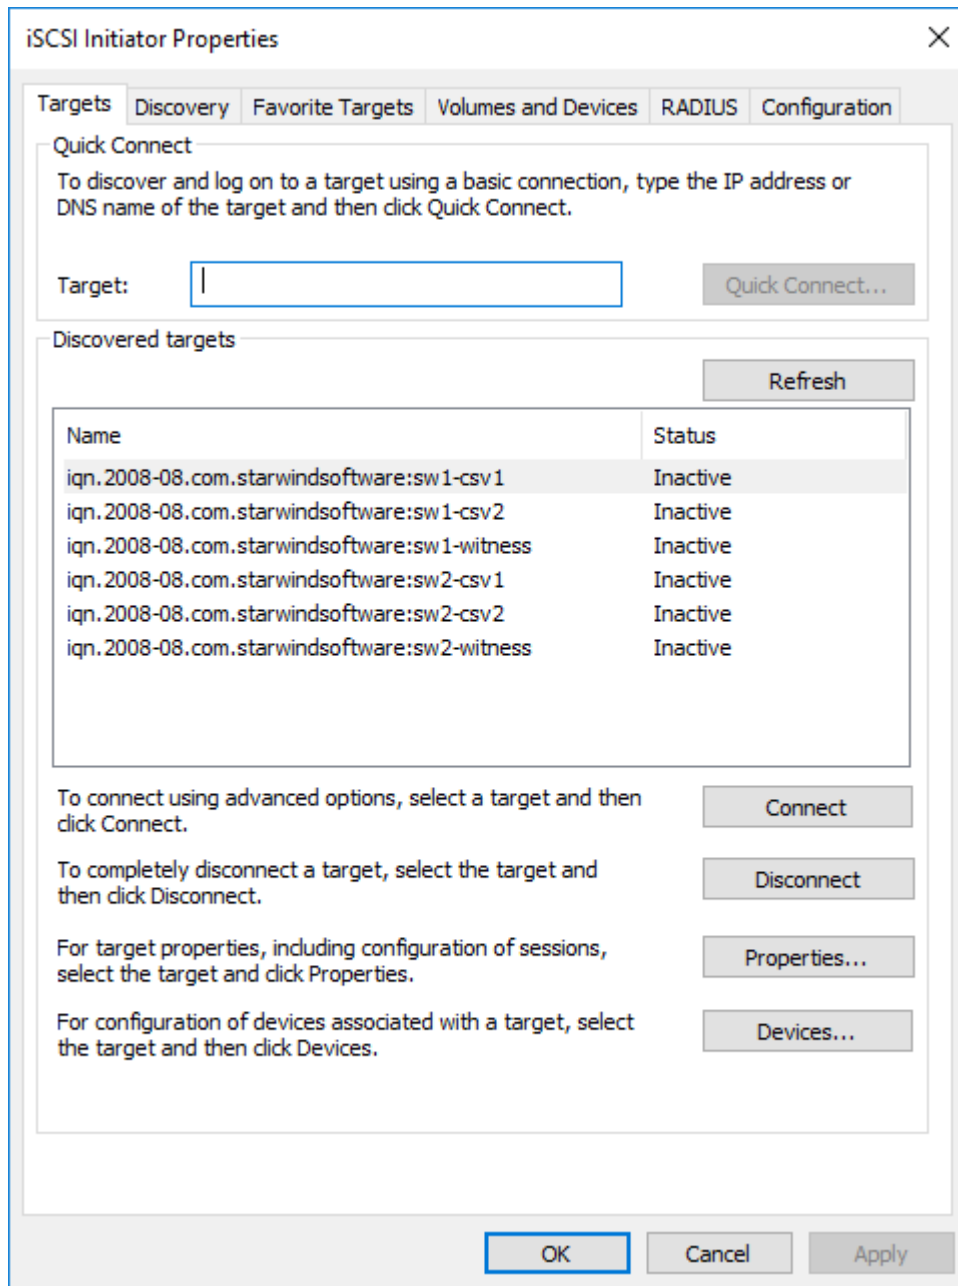 iSCSI Initiator Properties
Targets Discovery Favorite Targets Volumes and Devices RADIUS Configuration
Quick Connect
To discover and log on to a target using a basic connection, type the IP address or
DNS name of the target and then click Quick Connect.
Target: Quick Connect...
Discovered targets
Refresh
Name Status
iqn.2008-08.com.starwindsoftware:sw1-csv1 Inactive
iqn.2008-08.com.starwindsoftware:sw1-csv2 Inactive
iqn.2008-08.com.starwindsoftware:sw1-witness Inactive
iqn.2008-08.com.starwindsoftware:sw2-csv1 Inactive
iqn.2008-08.com.starwindsoftware:sw2-csv2 Inactive
iqn.2008-08.com.starwindsoftware:sw2-witness Inactive
To connect using advanced options, select a target and then
click Connect.
Connect
To completely disconnect a target, select the target and
then click Disconnect.
Disconnect
For target properties, including configuration of sessions,
select the target and click Properties.
Properties...
For configuration of devices associated with a target, select
the target and then click Devices.
Devices...
OK Cancel Apply